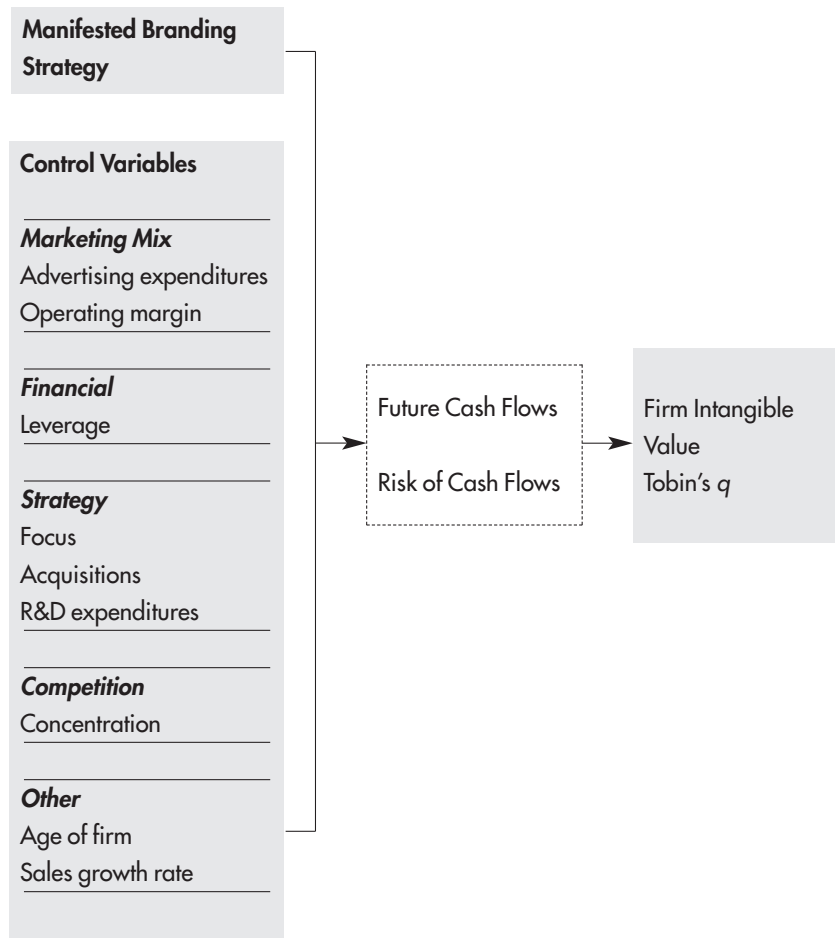 Manifested Branding
Strategy
Control Variables
Marketing Mix
Advertising expenditures
Operating margin
Financial
Leverage
Strategy
Focus
Acquisitions
R&D expenditures
Competition
Concentration
Other
Age of firm
Sales growth rate
Future Cash Flows
Risk of Cash Flows
Firm Intangible
Value
Tobin's q